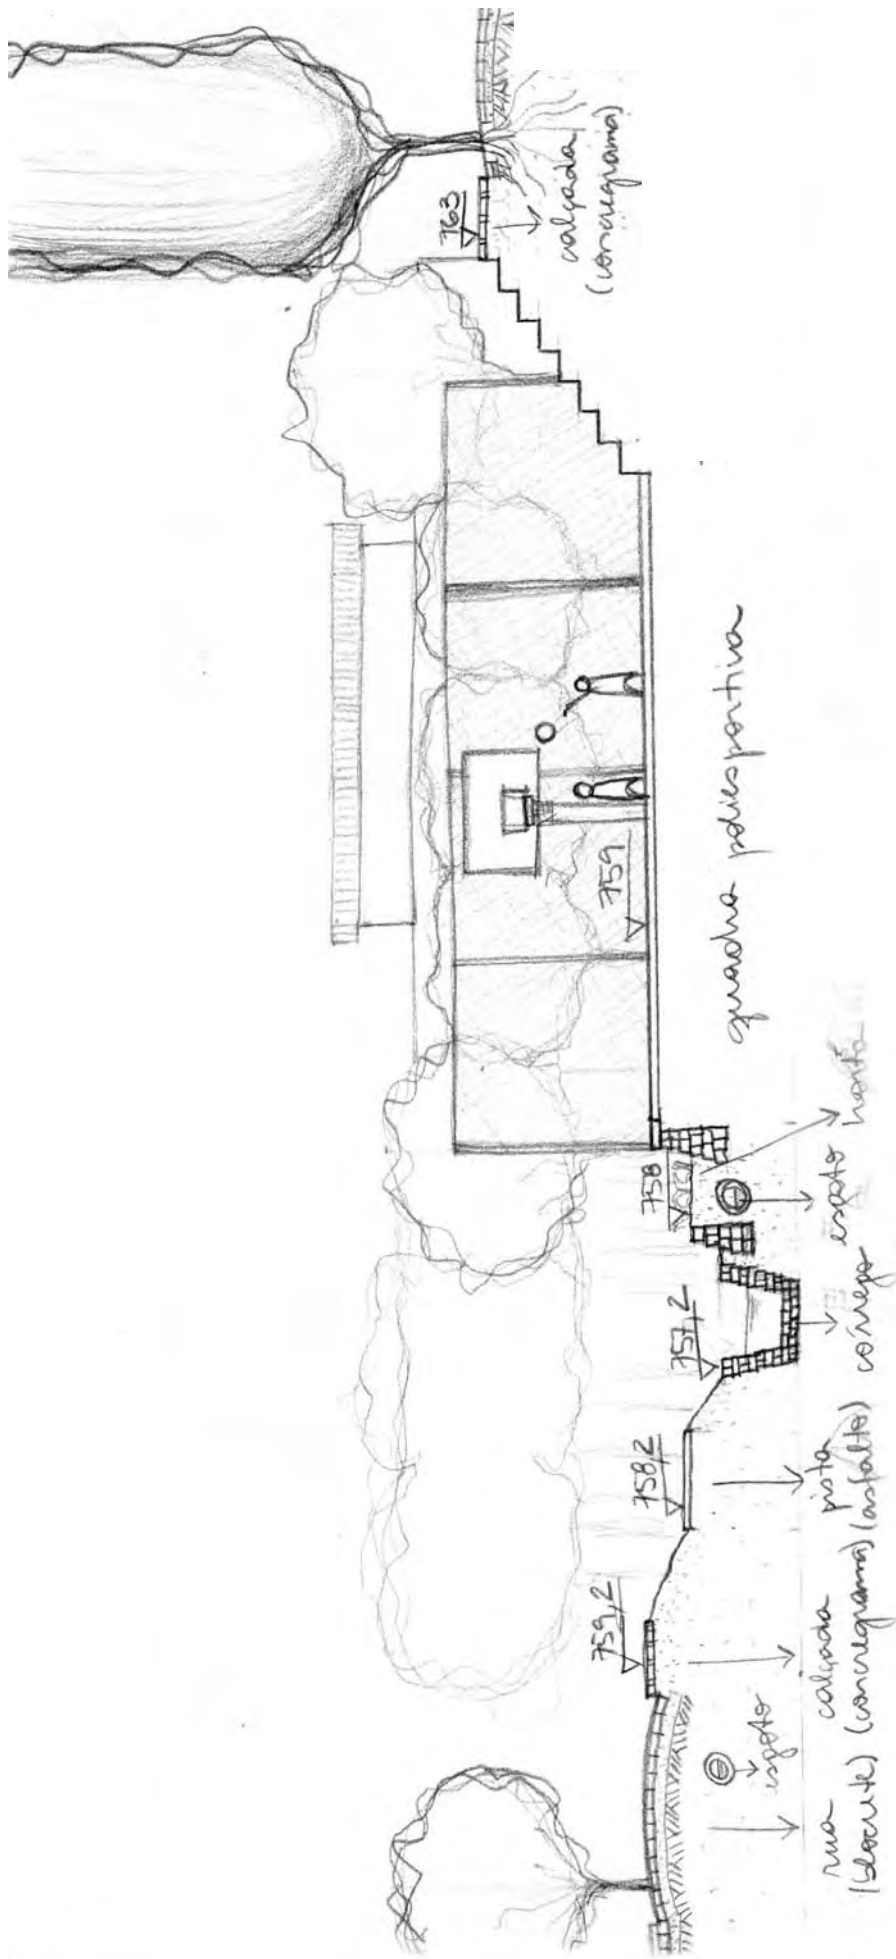 763
calçada
(concregrama)
759
quadra poliesportiva
758
757,2
758,2
759,2
horta
esgoto
córrego
pista
(asfalto)
calçada
(concregrama)
esgoto
rua
(blocrete)